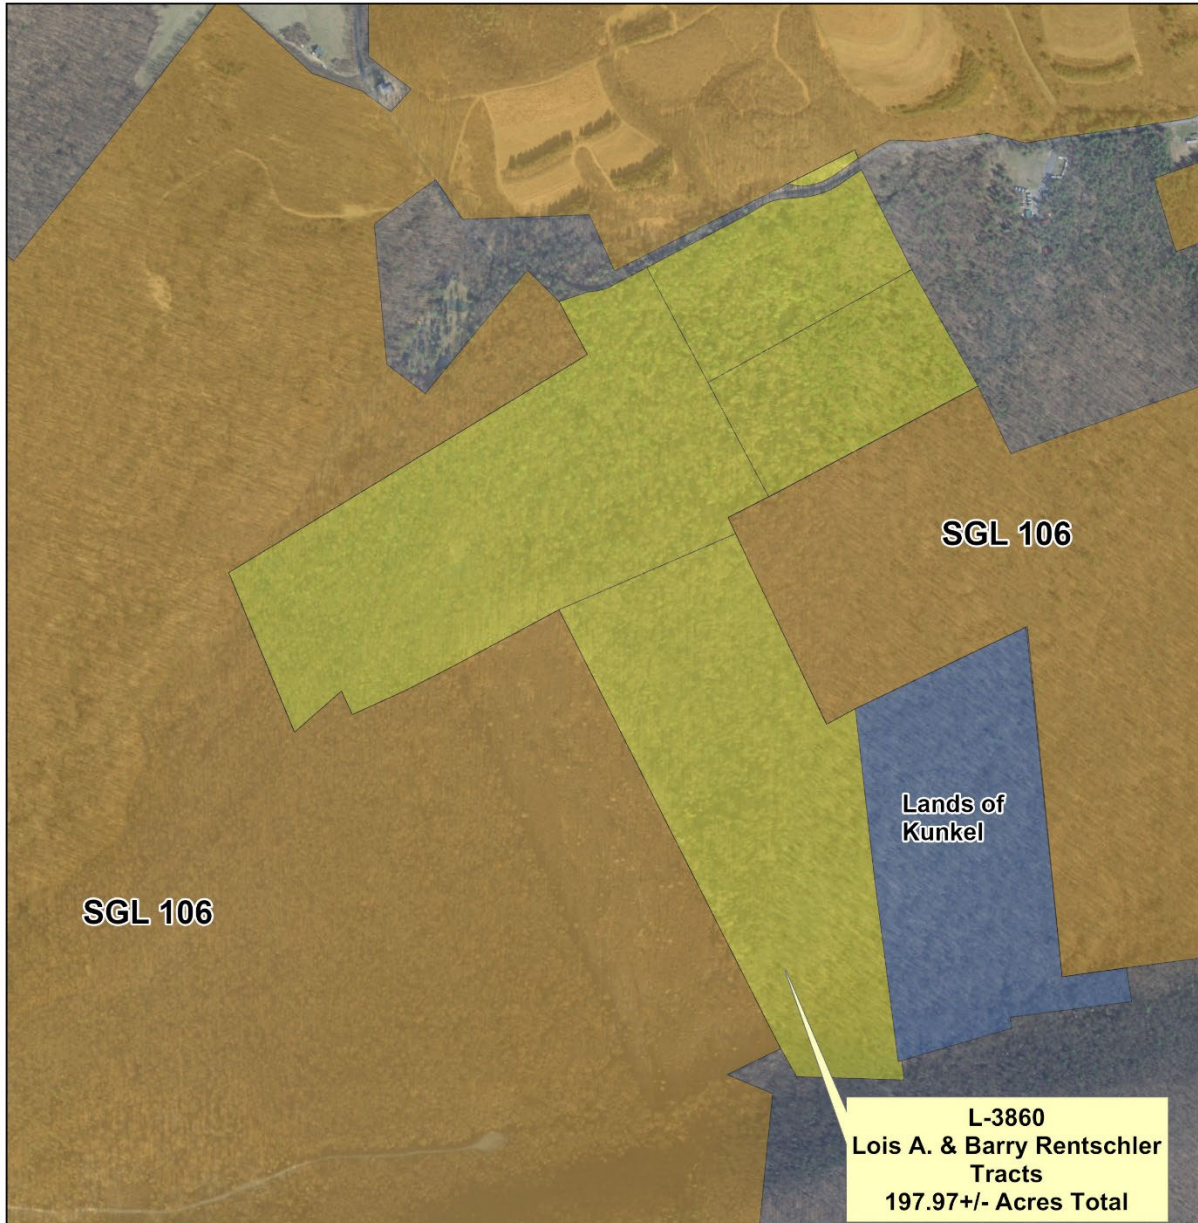 SGL 106
Lands of
Kunkel
SGL 106
L-3860
Lois A. & Barry Rentschler
Tracts
197.97+/- Acres Total